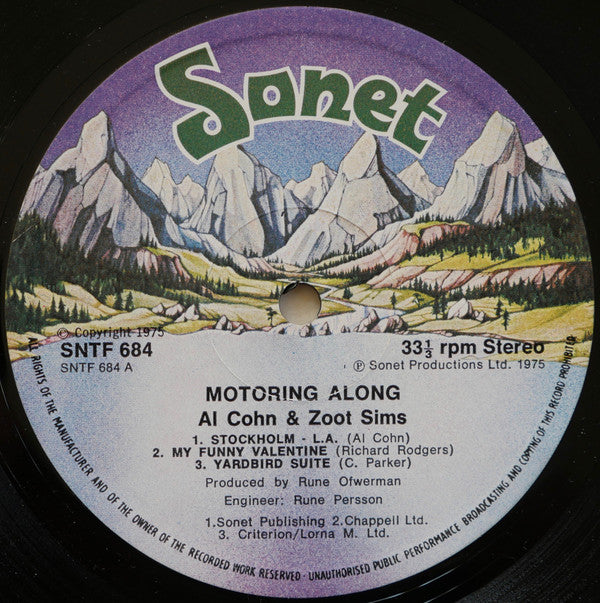 Sonet
© Copyright 1975
SNTF 684
SNTF 684 A
33⅓ rpm Stereo
℗ Sonet Productions Ltd. 1975
MOTORING ALONG
Al Cohn & Zoot Sims
1. STOCKHOLM - L.A. (Al Cohn)
2. MY FUNNY VALENTINE (Richard Rodgers)
3. YARDBIRD SUITE (C. Parker)
Produced by Rune Ofwerman
Engineer: Rune Persson
1.Sonet Publishing 2.Chappell Ltd.
3. Criterion/Lorna M. Ltd.
ALL RIGHTS OF THE MANUFACTURER AND OF THE OWNER OF THE RECORDED WORK RESERVED · UNAUTHORISED PUBLIC PERFORMANCE BROADCASTING AND COPYING OF THIS RECORD PROHIBITED